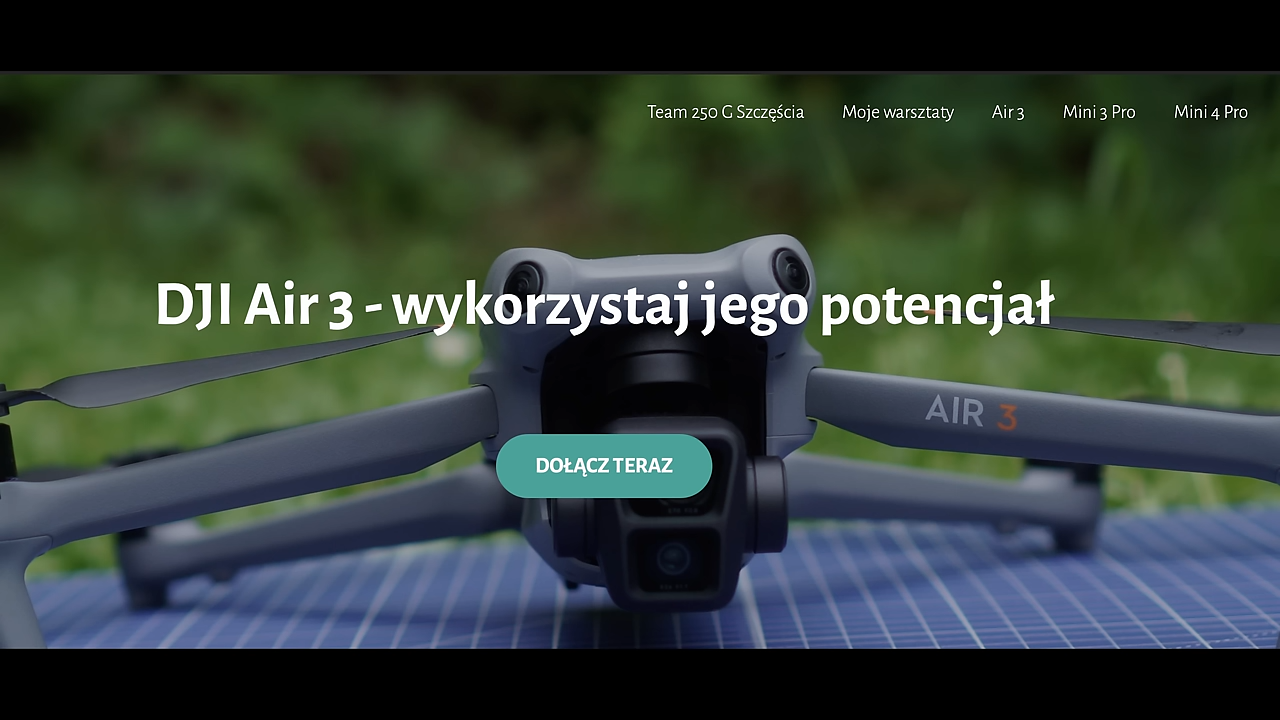 Team 250 G Szczęścia
Moje warsztaty
Air 3
Mini 3 Pro
Mini 4 Pro
DJI Air 3 - wykorzystaj jego potencjał
AIR 3
DOŁĄCZ TERAZ